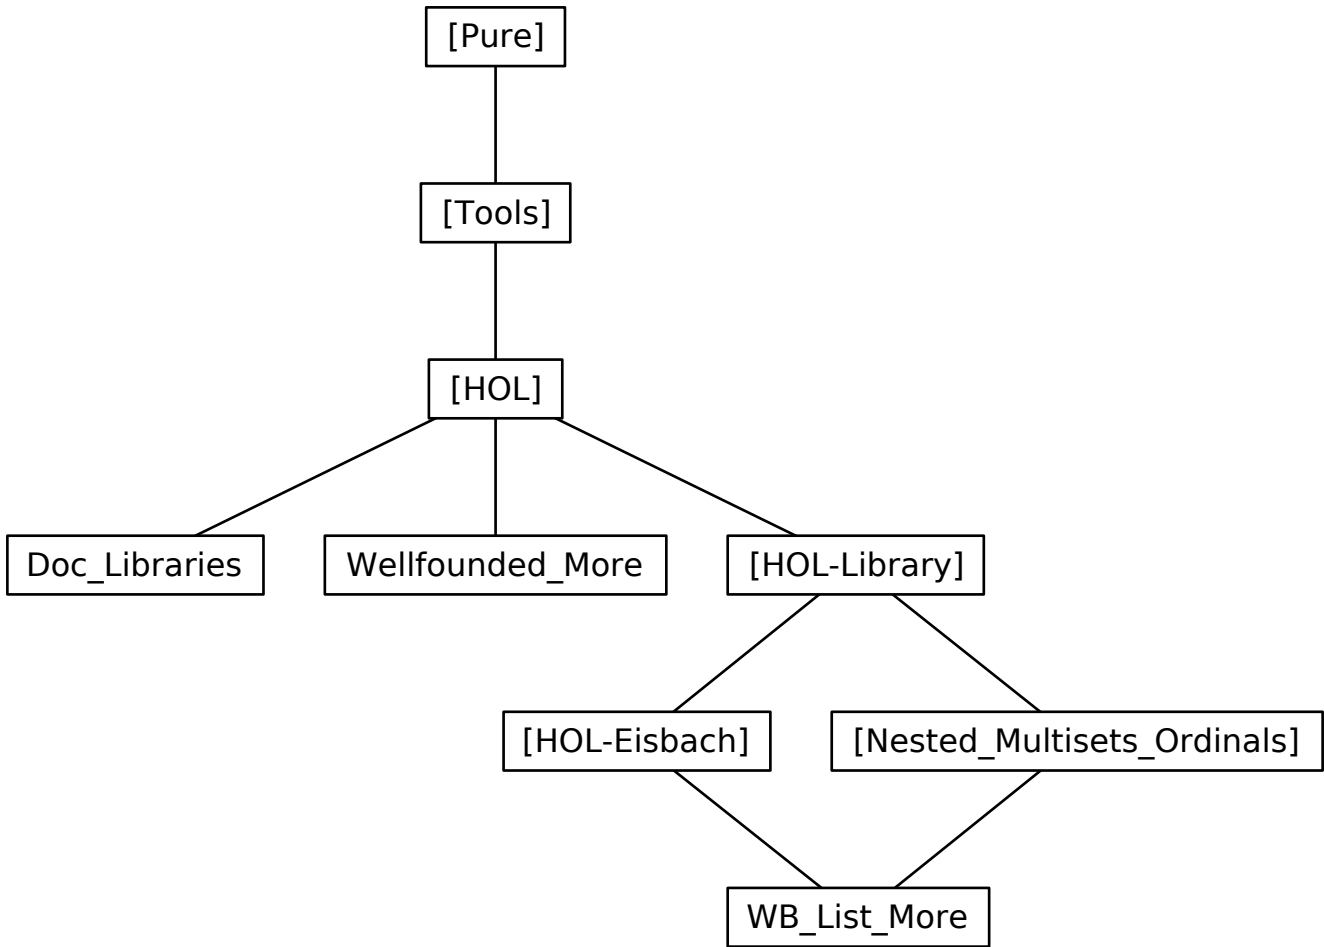 [Pure]
[Tools]
[HOL]
Doc_Libraries
Wellfounded_More
[HOL-Library]
[HOL-Eisbach]
[Nested_Multisets_Ordinals]
WB_List_More